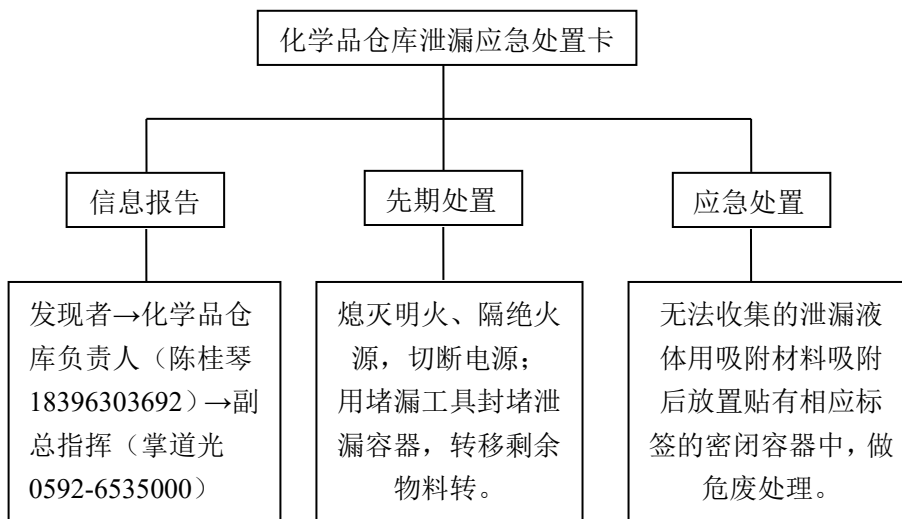 化学品仓库泄漏应急处置卡
信息报告
先期处置
应急处置
发现者→化学品仓
库负责人（陈桂琴
18396303692）→副
总指挥（掌道光
0592-6535000）
熄灭明火、隔绝火
源，切断电源；
用堵漏工具封堵泄
漏容器，转移剩余
物料转。
无法收集的泄漏液
体用吸附材料吸附
后放置贴有相应标
签的密闭容器中，做
危废处理。